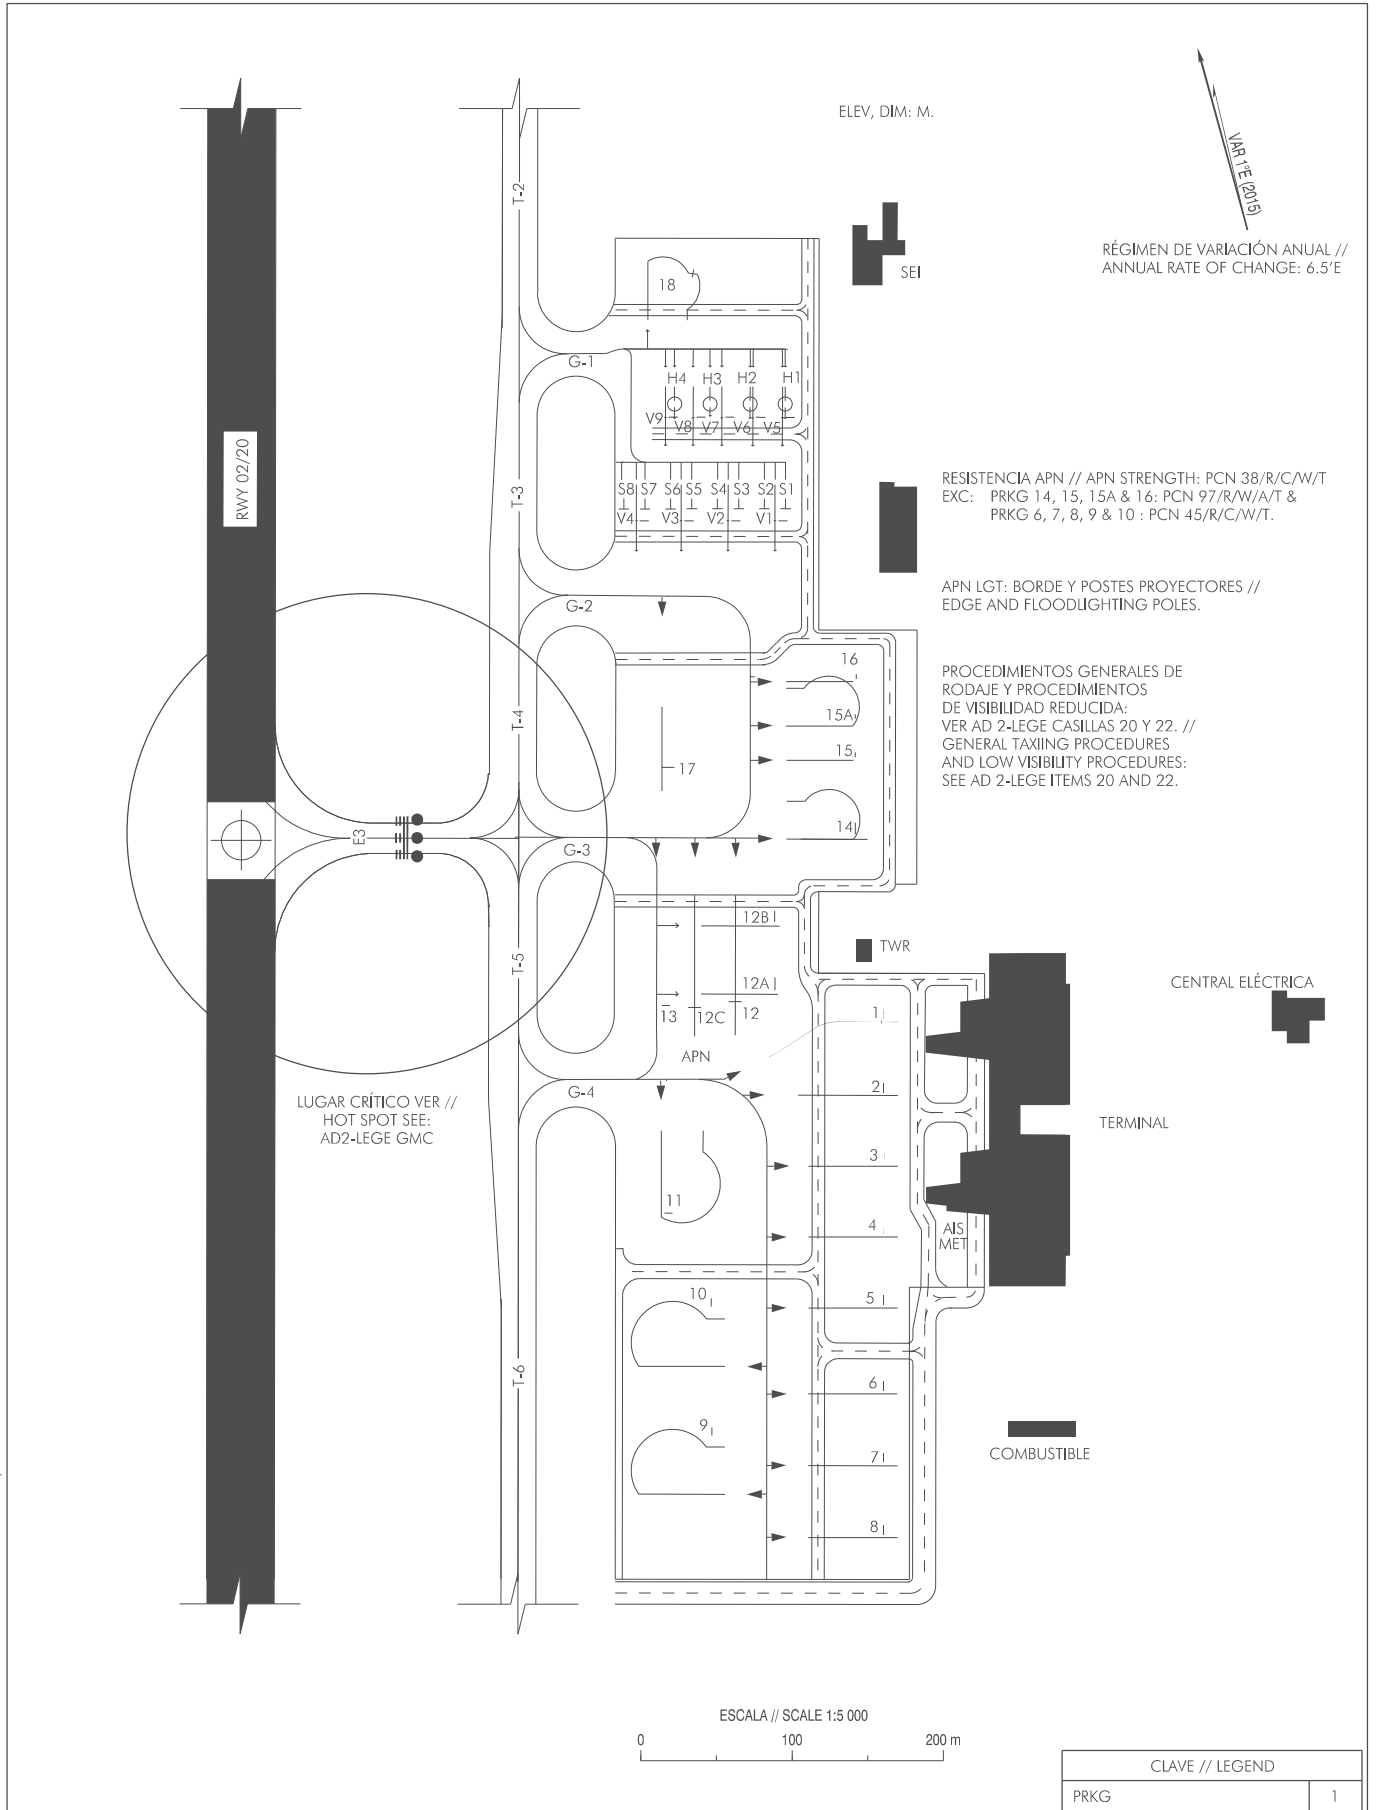 ELEV, DIM: M.
VAR 1°E (2015)
RÉGIMEN DE VARIACIÓN ANUAL //
ANNUAL RATE OF CHANGE: 6.5'E
SEI
T-2
18
G-1
H4 H3 H2 H1
V9 V8 V7 V6 V5
RWY 02/20
T-3
S8 S7 S6 S5 S4 S3 S2 S1
V4 V3 V2 V1
RESISTENCIA APN // APN STRENGTH: PCN 38/R/C/W/T
EXC: PRKG 14, 15, 15A & 16: PCN 97/R/W/A/T &
PRKG 6, 7, 8, 9 & 10 : PCN 45/R/C/W/T.
APN LGT: BORDE Y POSTES PROYECTORES //
EDGE AND FLOODLIGHTING POLES.
G-2
16
PROCEDIMIENTOS GENERALES DE
RODAJE Y PROCEDIMIENTOS
DE VISIBILIDAD REDUCIDA:
VER AD 2-LEGE CASILLAS 20 Y 22. //
GENERAL TAXIING PROCEDURES
AND LOW VISIBILITY PROCEDURES:
SEE AD 2-LEGE ITEMS 20 AND 22.
T-4
15A
15
17
14
E3
G-3
12B
TWR
T-5
12A
CENTRAL ELÉCTRICA
13 12C 12
1
APN
2
G-4
LUGAR CRÍTICO VER //
HOT SPOT SEE:
AD2-LEGE GMC
TERMINAL
3
11
4
AIS
MET
10
5
T-6
6
9
7
COMBUSTIBLE
8
ESCALA // SCALE 1:5 000
0 100 200 m
CLAVE // LEGEND
PRKG 1